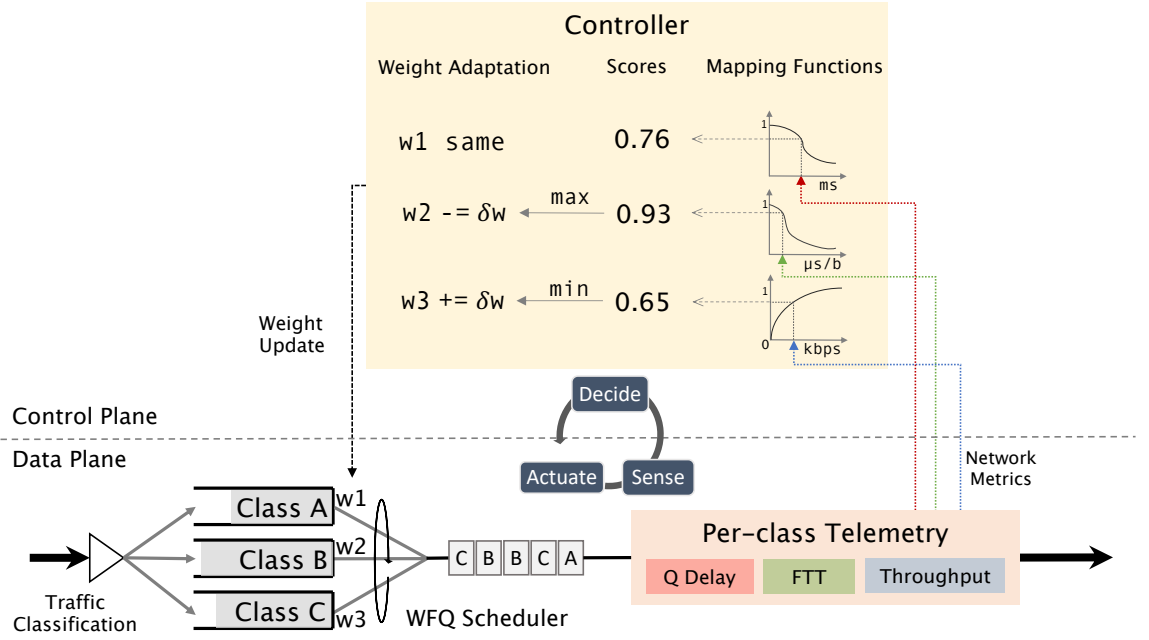 Controller
Weight Adaptation Scores Mapping Functions
1
w1 same 0.76
ms
1
w2 -= δw max 0.93
μs/b
1
w3 += δw min 0.65
0 kbps
Weight
Update
Decide
Control Plane
Data Plane
Actuate Sense
Network
Metrics
Class A w1
Class B w2
Class C w3
C B B C A
Per-class Telemetry
Q Delay FTT Throughput
Traffic
Classification
WFQ Scheduler